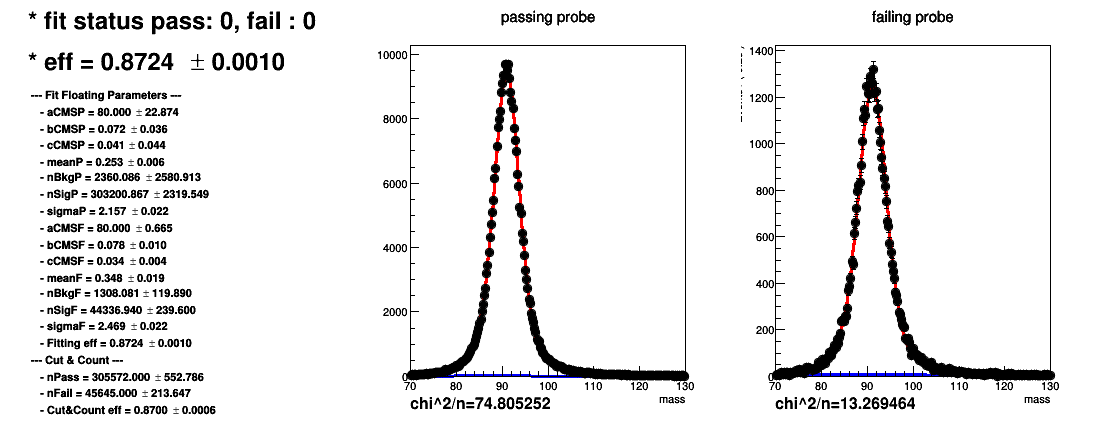 * fit status pass: 0, fail : 0
* eff = 0.8724 ± 0.0010
--- Fit Floating Parameters ---
- aCMSP = 80.000 ± 22.874
- bCMSP = 0.072 ± 0.036
- cCMSP = 0.041 ± 0.044
- meanP = 0.253 ± 0.006
- nBkgP = 2360.086 ± 2580.913
- nSigP = 303200.867 ± 2319.549
- sigmaP = 2.157 ± 0.022
- aCMSF = 80.000 ± 0.665
- bCMSF = 0.078 ± 0.010
- cCMSF = 0.034 ± 0.004
- meanF = 0.348 ± 0.019
- nBkgF = 1308.081 ± 119.890
- nSigF = 44336.940 ± 239.600
- sigmaF = 2.469 ± 0.022
- Fitting eff = 0.8724 ± 0.0010
--- Cut & Count ---
- nPass = 305572.000 ± 552.786
- nFail = 45645.000 ± 213.647
- Cut&Count eff = 0.8700 ± 0.0006
passing probe
10000
8000
6000
4000
2000
0
70 80 90 100 110 120 130
mass
chi^2/n=74.805252
failing probe
1400
1200
1000
800
600
400
200
0
70 80 90 100 110 120 130
mass
chi^2/n=13.269464